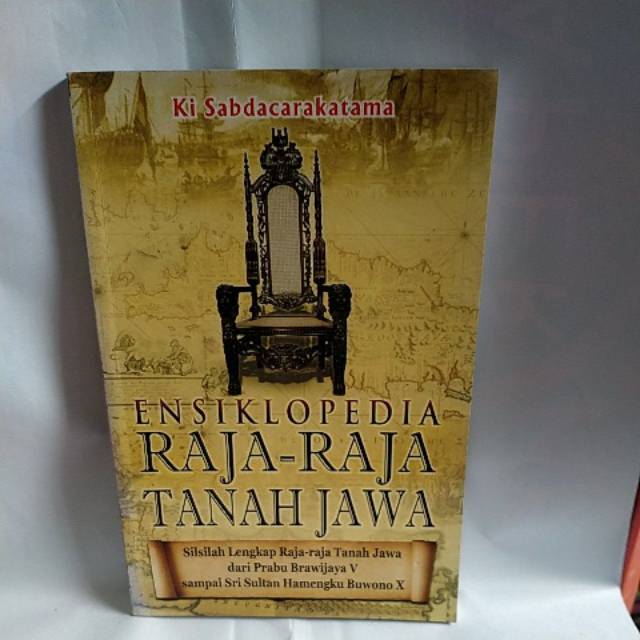 Ki Sabdacarakatama
ENSIKLOPEDIA
RAJA-RAJA
TANAH JAWA
Silsilah Lengkap Raja-raja Tanah Jawa
dari Prabu Brawijaya V
sampai Sri Sultan Hamengku Buwono X